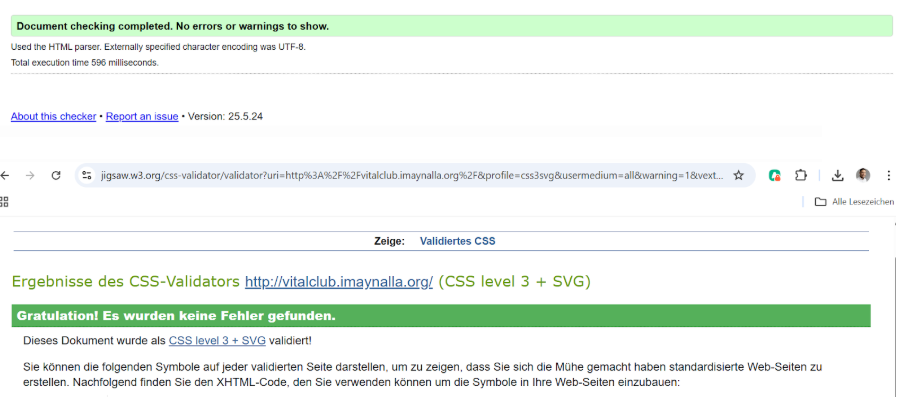 Document checking completed. No errors or warnings to show.
Used the HTML parser. Externally specified character encoding was UTF-8.
Total execution time 596 milliseconds.
About this checker • Report an issue • Version: 25.5.24
jigsaw.w3.org/css-validator/validator?uri=http%3A%2F%2Fvitalclub.imaynalla.org%2F&profile=css3svg&usermedium=all&warning=1&vext...
Alle Lesezeichen
Zeige: Validiertes CSS
Ergebnisse des CSS-Validators http://vitalclub.imaynalla.org/ (CSS level 3 + SVG)
Gratulation! Es wurden keine Fehler gefunden.
Dieses Dokument wurde als CSS level 3 + SVG validiert!
Sie können die folgenden Symbole auf jeder validierten Seite darstellen, um zu zeigen, dass Sie sich die Mühe gemacht haben standardisierte Web-Seiten zu
erstellen. Nachfolgend finden Sie den XHTML-Code, den Sie verwenden können um die Symbole in Ihre Web-Seiten einzubauen: